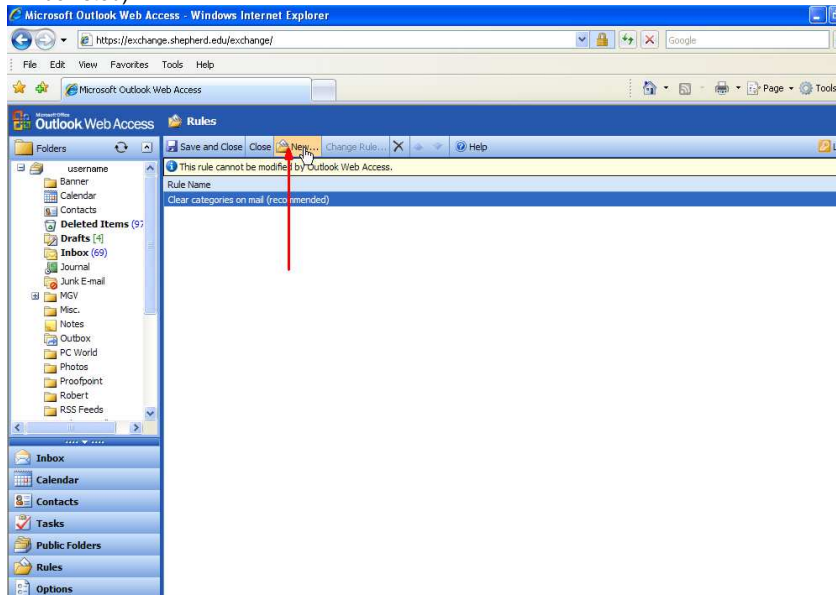 Microsoft Outlook Web Access - Windows Internet Explorer
https://exchange.shepherd.edu/exchange/
Google
File Edit View Favorites Tools Help
Microsoft Outlook Web Access
Page Tools
Microsoft Office
Outlook Web Access
Rules
Folders
Save and Close Close New... Change Rule... Help
This rule cannot be modified by Outlook Web Access.
Rule Name
Clear categories on mail (recommended)
username
Banner
Calendar
Contacts
Deleted Items (97
Drafts [4]
Inbox (69)
Journal
Junk E-mail
MGV
Misc.
Notes
Outbox
PC World
Photos
Proofpoint
Robert
RSS Feeds
Inbox
Calendar
Contacts
Tasks
Public Folders
Rules
Options